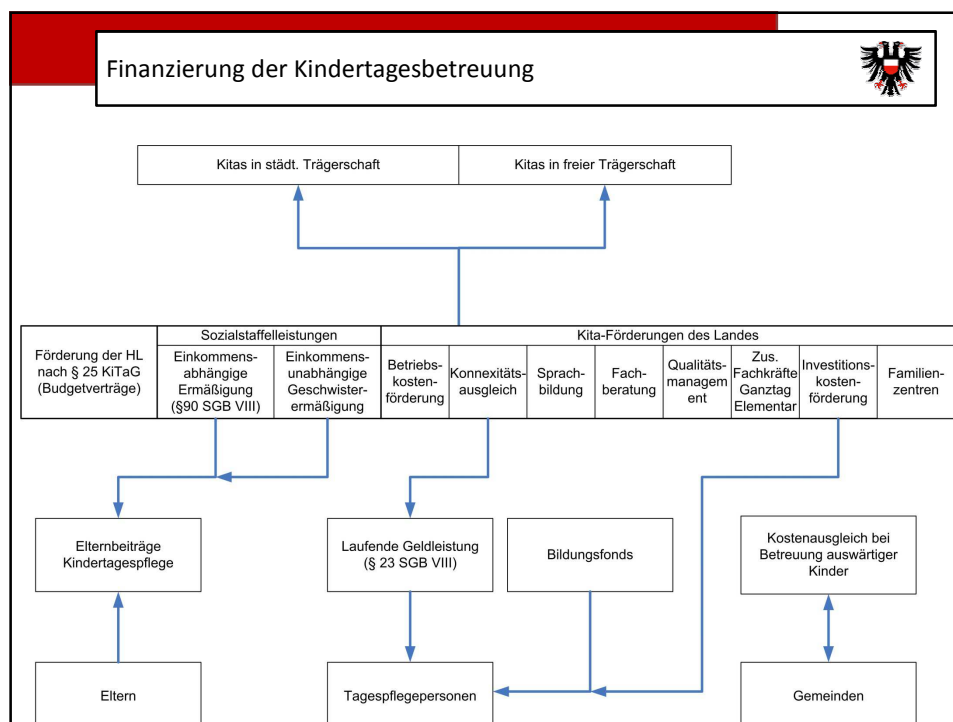 Finanzierung der Kindertagesbetreuung
Kitas in städt. Trägerschaft
Kitas in freier Trägerschaft
Förderung der HL
nach § 25 KiTaG
(Budgetverträge)
Sozialstaffelleistungen
Einkommens-
abhängige
Ermäßigung
(§90 SGB VIII)
Einkommens-
unabhängige
Geschwister-
ermäßigung
Kita-Förderungen des Landes
Betriebs-
kosten-
förderung
Konnexitäts-
ausgleich
Sprach-
bildung
Fach-
beratung
Qualitäts-
managem
ent
Zus.
Fachkräfte
Ganztag
Elementar
Investitions-
kosten-
förderung
Familien-
zentren
Elternbeiträge
Kindertagespflege
Laufende Geldleistung
(§ 23 SGB VIII)
Bildungsfonds
Kostenausgleich bei
Betreuung auswärtiger
Kinder
Eltern
Tagespflegepersonen
Gemeinden